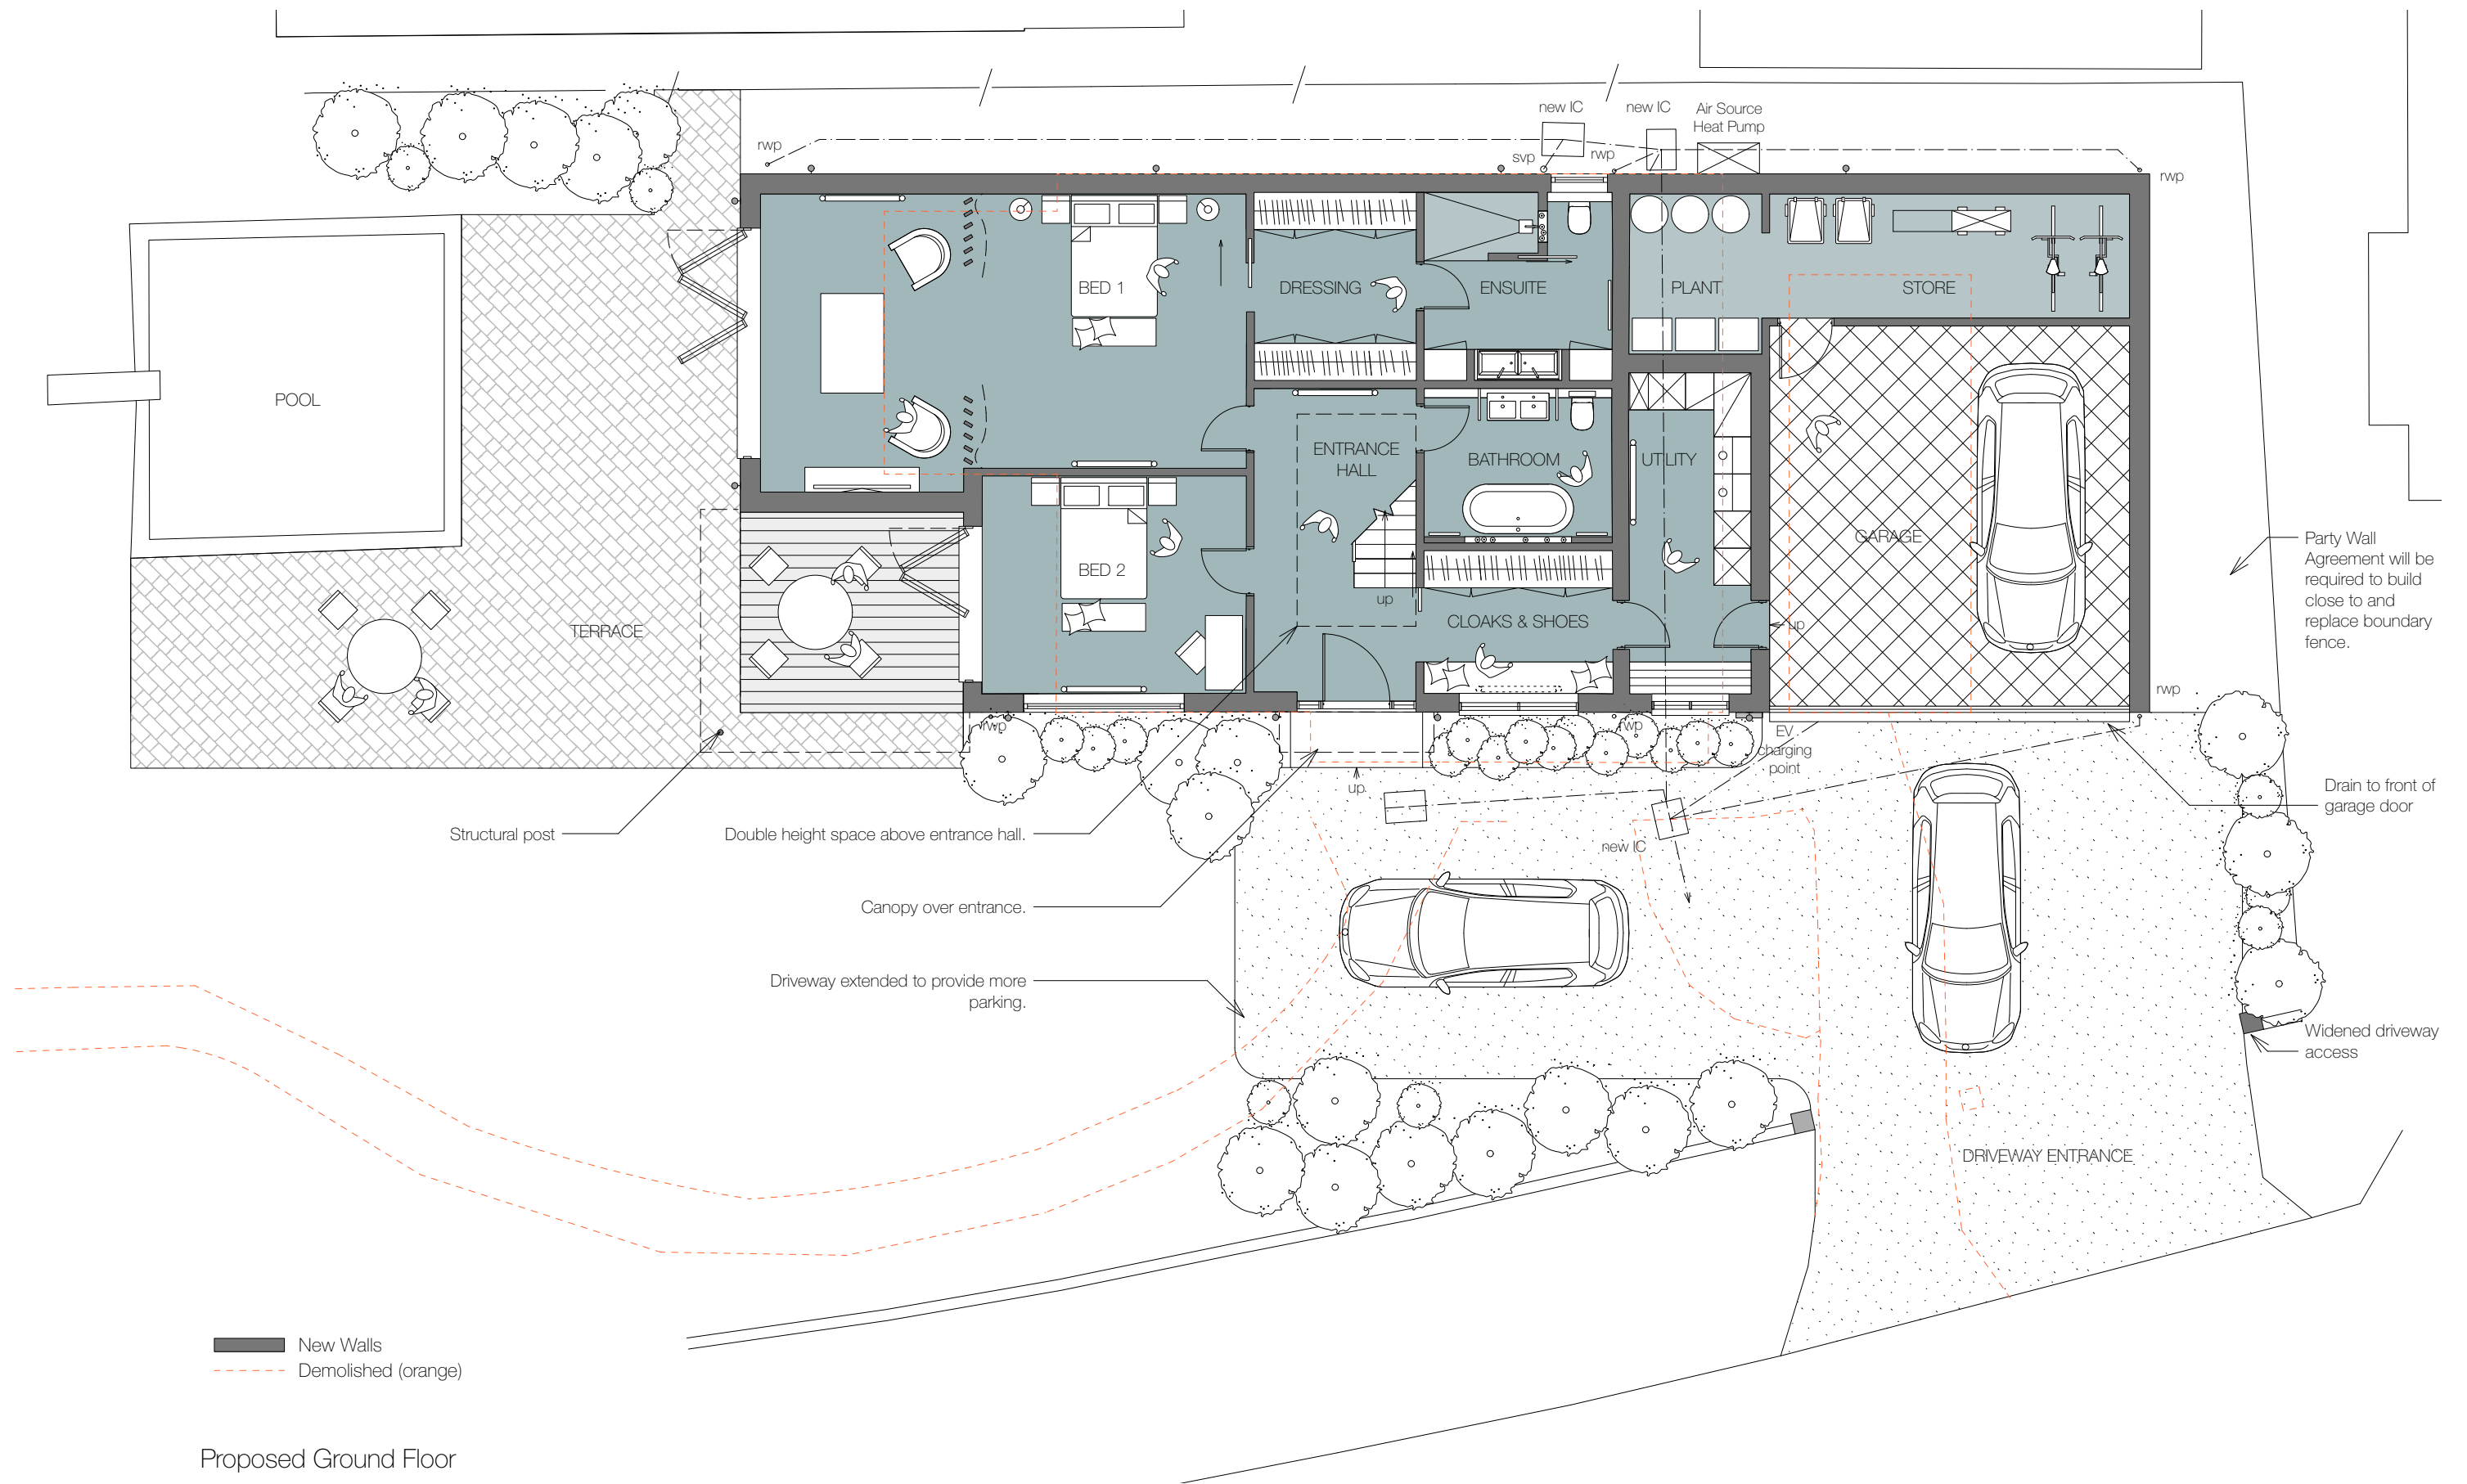 new IC
new IC
Air Source
Heat Pump
rwp
svp
rwp
rwp
BED 1
DRESSING
ENSUITE
PLANT
STORE
POOL
ENTRANCE
HALL
BATHROOM
UTILITY
GARAGE
Party Wall
Agreement will be
required to build
close to and
replace boundary
fence.
BED 2
up
CLOAKS & SHOES
up
TERRACE
rwp
rwp
rwp
EV
charging
point
up
Drain to front of
garage door
Structural post
Double height space above entrance hall.
new IC
Canopy over entrance.
Driveway extended to provide more
parking.
Widened driveway
access
DRIVEWAY ENTRANCE
New Walls
Demolished (orange)
Proposed Ground Floor